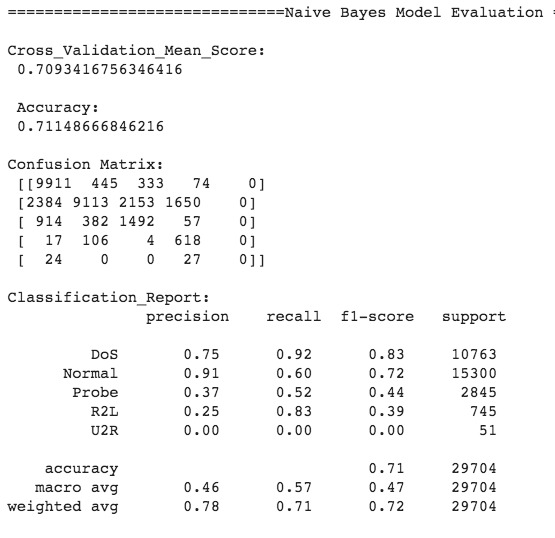 =============================Naive Bayes Model Evaluation =
Cross_Validation_Mean_Score:
0.7093416756346416
Accuracy:
0.71148666846216
Confusion Matrix:
[[9911  445  333   74    0]
[2384 9113 2153 1650    0]
[ 914  382 1492   57    0]
[  17  106    4  618    0]
[  24    0    0   27    0]]
Classification_Report:
precision    recall  f1-score   support
DoS       0.75      0.92      0.83     10763
Normal       0.91      0.60      0.72     15300
Probe       0.37      0.52      0.44      2845
R2L       0.25      0.83      0.39       745
U2R       0.00      0.00      0.00        51
accuracy                           0.71     29704
macro avg       0.46      0.57      0.47     29704
weighted avg       0.78      0.71      0.72     29704